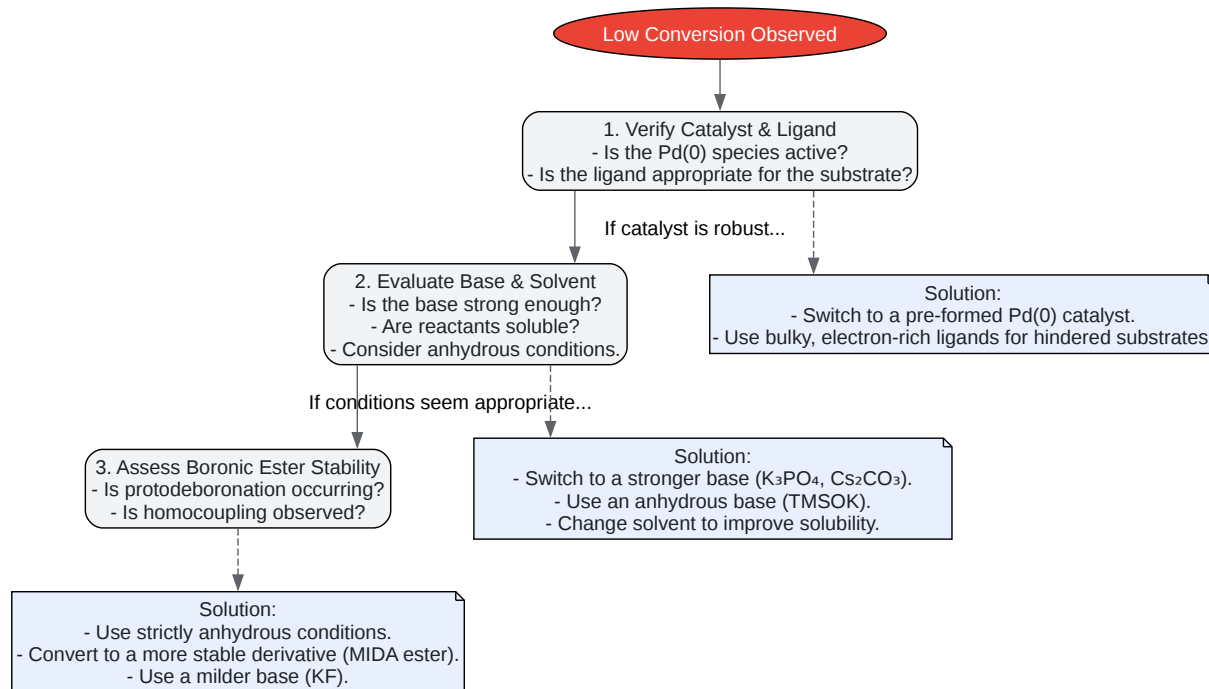 Low Conversion Observed
1. Verify Catalyst & Ligand
- Is the Pd(0) species active?
- Is the ligand appropriate for the substrate?
If catalyst is robust...
2. Evaluate Base & Solvent
- Is the base strong enough?
- Are reactants soluble?
- Consider anhydrous conditions.
Solution:
- Switch to a pre-formed Pd(0) catalyst.
- Use bulky, electron-rich ligands for hindered substrates
If conditions seem appropriate...
3. Assess Boronic Ester Stability
- Is protodeboronation occurring?
- Is homocoupling observed?
Solution:
- Switch to a stronger base (K₃PO₄, Cs₂CO₃).
- Use an anhydrous base (TMSOK).
- Change solvent to improve solubility.
Solution:
- Use strictly anhydrous conditions.
- Convert to a more stable derivative (MIDA ester).
- Use a milder base (KF).